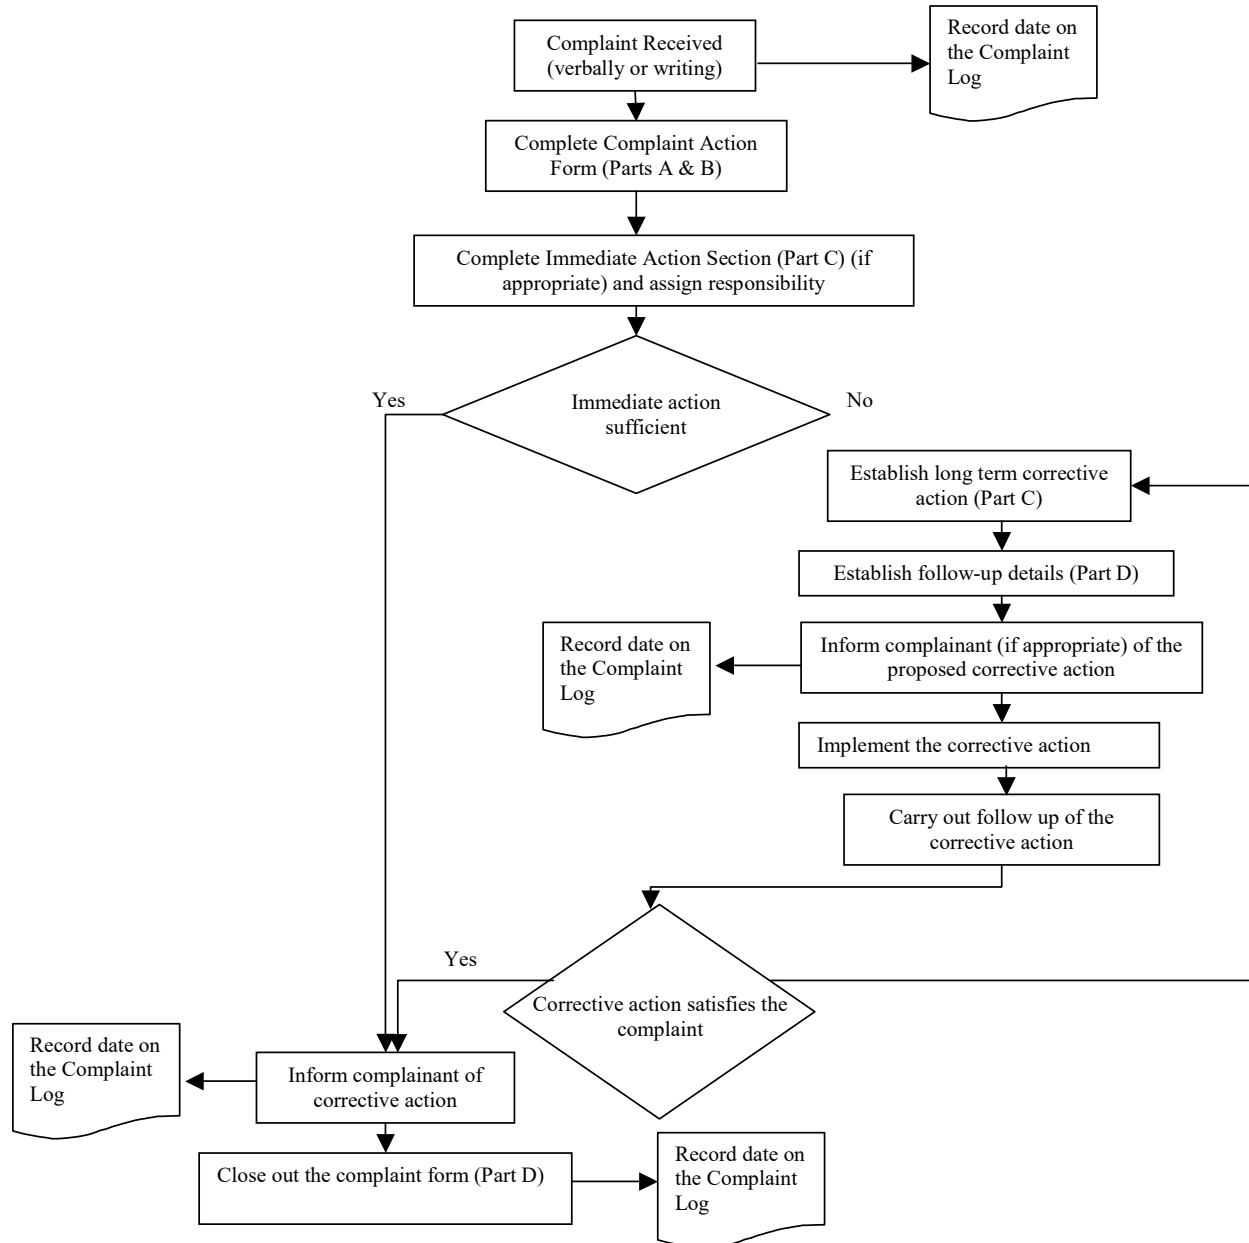 Complaint Received
(verbally or writing)
Record date on
the Complaint
Log
Complete Complaint Action
Form (Parts A & B)
Complete Immediate Action Section (Part C) (if
appropriate) and assign responsibility
Yes
Immediate action
sufficient
No
Establish long term corrective
action (Part C)
Establish follow-up details (Part D)
Record date on
the Complaint
Log
Inform complainant (if appropriate) of the
proposed corrective action
Implement the corrective action
Carry out follow up of the
corrective action
Yes
Corrective action satisfies the
complaint
Record date on
the Complaint
Log
Inform complainant of
corrective action
Close out the complaint form (Part D)
Record date on
the Complaint
Log